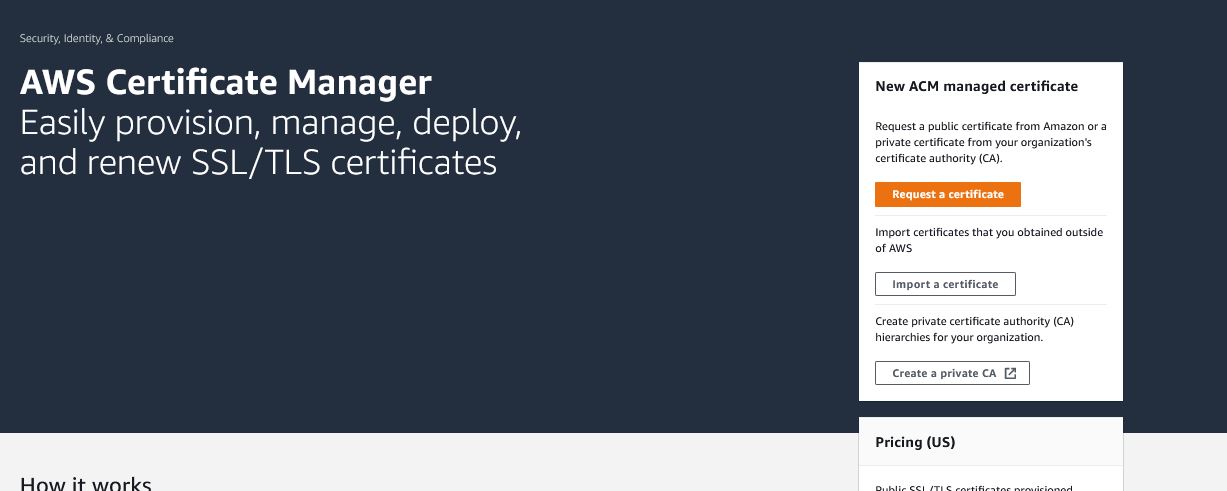 Security, Identity, & Compliance
AWS Certificate Manager
Easily provision, manage, deploy,
and renew SSL/TLS certificates
New ACM managed certificate
Request a public certificate from Amazon or a
private certificate from your organization's
certificate authority (CA).
Request a certificate
Import certificates that you obtained outside
of AWS
Import a certificate
Create private certificate authority (CA)
hierarchies for your organization.
Create a private CA
Pricing (US)
Public SSL/TLS certificates provisioned
How it works